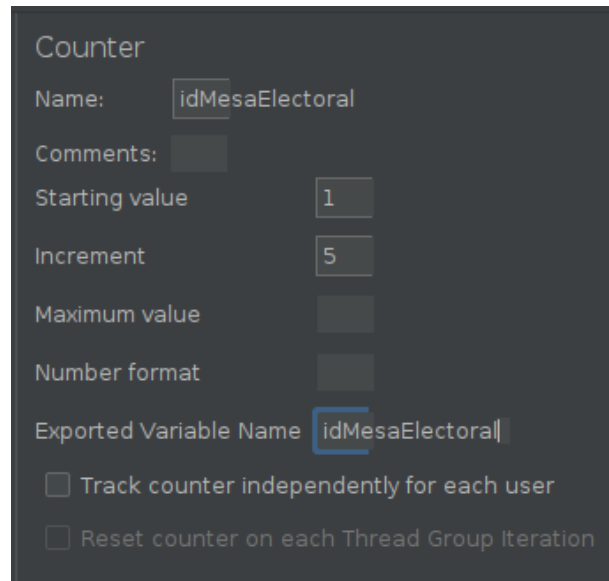 Counter
Name: idMesaElectoral
Comments:
Starting value 1
Increment 5
Maximum value
Number format
Exported Variable Name idMesaElectoral
Track counter independently for each user
Reset counter on each Thread Group Iteration